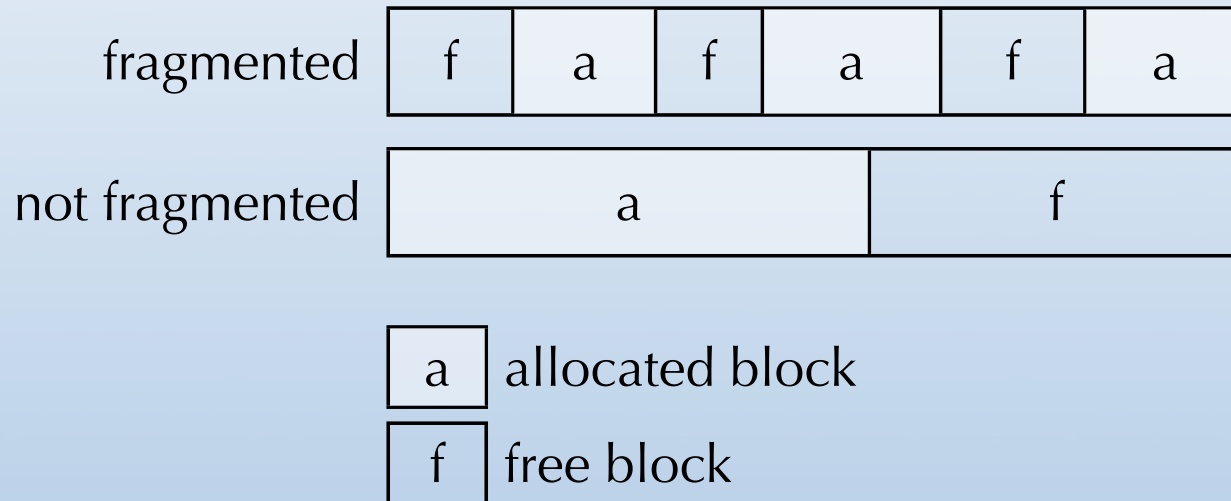 fragmented f a f a f a
not fragmented a f
a allocated block
f free block